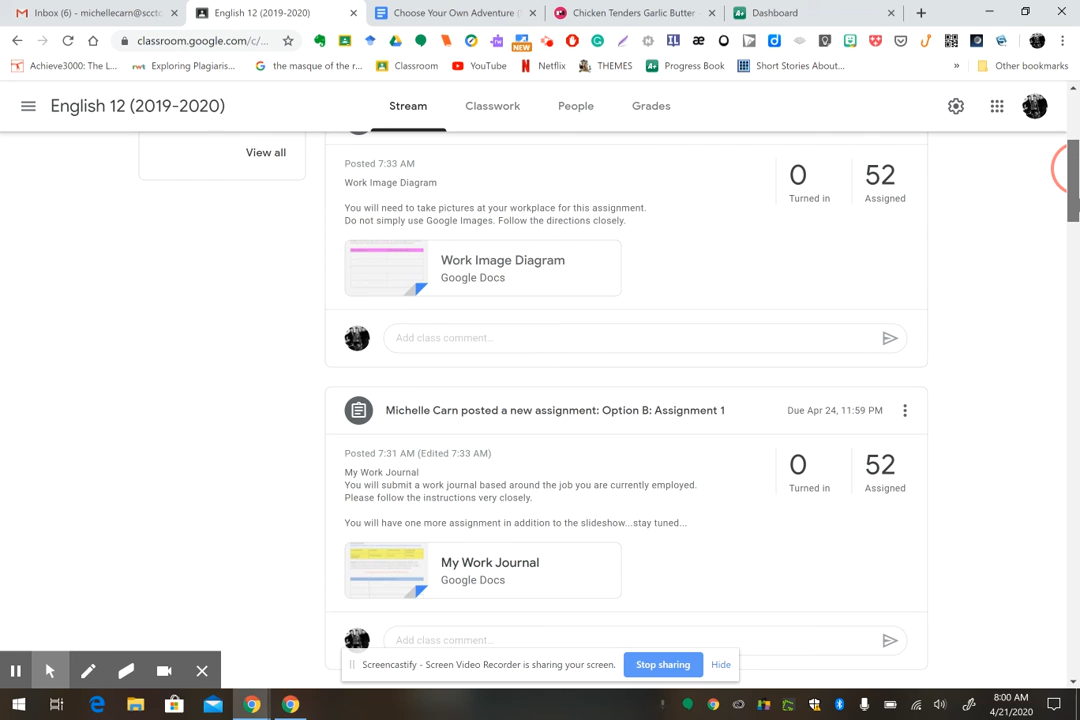 Inbox (6) - michellecarn@scctc
English 12 (2019-2020)
Choose Your Own Adventure (
Chicken Tenders Garlic Butter -
Dashboard
classroom.google.com/c/...
NEW
Achieve3000: The L...
rwt Exploring Plagiaris...
the masque of the r...
Classroom
YouTube
Netflix
THEMES
Progress Book
Short Stories About...
»
Other bookmarks
English 12 (2019-2020)
Stream
Classwork
People
Grades
View all
Posted 7:33 AM
Work Image Diagram
0
Turned in
52
Assigned
You will need to take pictures at your workplace for this assignment.
Do not simply use Google Images. Follow the directions closely.
Work Image Diagram
Google Docs
Add class comment...
Michelle Carn posted a new assignment: Option B: Assignment 1
Due Apr 24, 11:59 PM
Posted 7:31 AM (Edited 7:33 AM)
My Work Journal
0
Turned in
52
Assigned
You will submit a work journal based around the job you are currently employed.
Please follow the instructions very closely.
You will have one more assignment in addition to the slideshow...stay tuned...
My Work Journal
Google Docs
Add class comment...
Screencastify - Screen Video Recorder is sharing your screen.
Stop sharing
Hide
8:00 AM
4/21/2020